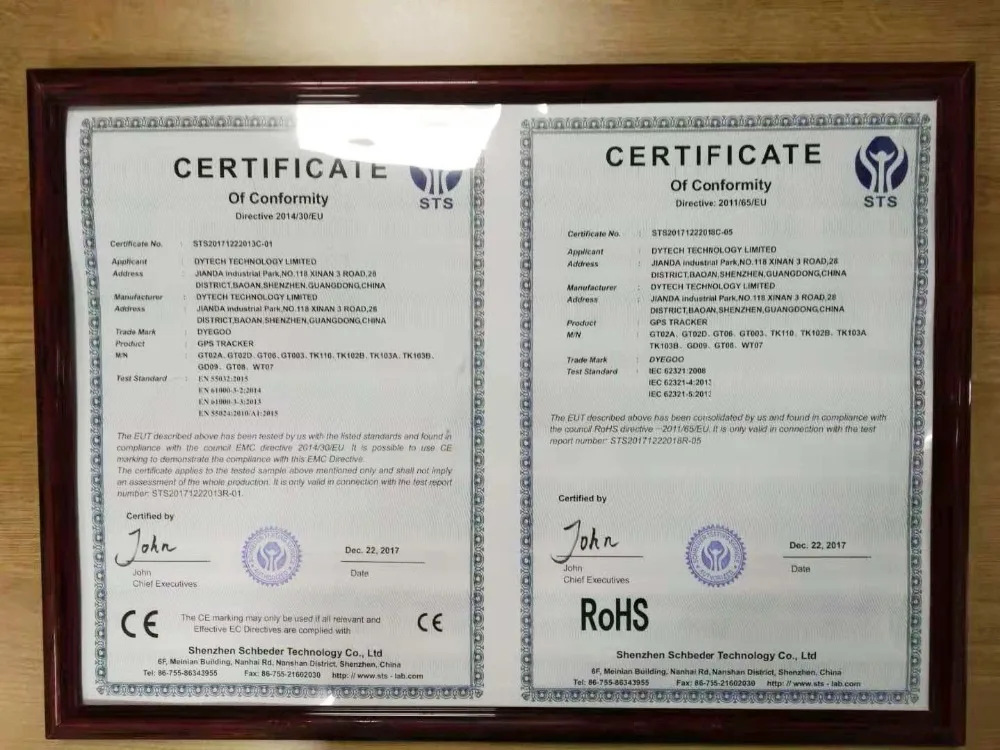 CERTIFICATE
Of Conformity
Directive 2014/30/EU
STS
Certificate No. : STS20171222013C-01
Applicant : DYTECH TECHNOLOGY LIMITED
Address : JIANDA Industrial Park,NO.118 XINAN 3 ROAD,28
DISTRICT,BAOAN,SHENZHEN,GUANGDONG,CHINA
Manufacturer : DYTECH TECHNOLOGY LIMITED
Address : JIANDA Industrial Park,NO.118 XINAN 3 ROAD,28
DISTRICT,BAOAN,SHENZHEN,GUANGDONG,CHINA
Trade Mark : DYEGOO
Product : GPS TRACKER
M/N : GT02A、GT02D、GT06、GT003、TK110、TK102B、TK103A、TK103B、
GD09、GT08、WT07
Test Standard : EN 55032:2015
EN 61000-3-2:2014
EN 61000-3-3:2013
EN 55024:2010/A1:2015
The EUT described above has been tested by us with the listed standards and found in
compliance with the council EMC directive 2014/30/EU. It is possible to use CE
marking to demonstrate the compliance with this EMC Directive.
The certificate applies to the tested sample above mentioned only and shall not imply
an assessment of the whole production. It is only valid in connection with the test report
number: STS20171222013R-01.
Certified by
John
John
Chief Executives
Dec. 22, 2017
Date
CE
The CE marking may only be used if all relevant and
Effective EC Directives are complied with
CE
Shenzhen Schbeder Technology Co., Ltd
6F, Meinian Building, Nanhai Rd, Nanshan District, Shenzhen, China
Tel: 86-755-86343955 Fax: 86-755-21602030 http: // www.sts - lab.com
CERTIFICATE
Of Conformity
Directive: 2011/65/EU
STS
Certificate No. : STS20171222018C-05
Applicant : DYTECH TECHNOLOGY LIMITED
Address : JIANDA Industrial Park,NO.118 XINAN 3 ROAD,28
DISTRICT,BAOAN,SHENZHEN,GUANGDONG,CHINA
Manufacturer : DYTECH TECHNOLOGY LIMITED
Address : JIANDA Industrial Park,NO.118 XINAN 3 ROAD,28
DISTRICT,BAOAN,SHENZHEN,GUANGDONG,CHINA
Product : GPS TRACKER
M/N : GT02A、GT02D、GT06、GT003、TK110、TK102B、TK103A
TK103B、GD09、GT08、WT07
Trade Mark : DYEGOO
Test Standard : IEC 62321:2008
IEC 62321-4:2013
IEC 62321-5:2013
The EUT described above has been consolidated by us and found in compliance with
the council RoHS directive --2011/65/EU. It is only valid in connection with the test
report number: STS20171222018R-05
Certified by
John
John
Chief Executives
Dec. 22, 2017
Date
RoHS
Shenzhen Schbeder Technology Co., Ltd
6F, Meinian Building, Nanhai Rd, Nanshan District, Shenzhen, China
Tel: 86-755-86343955 Fax: 86-755-21602030 http: // www.sts - lab.com